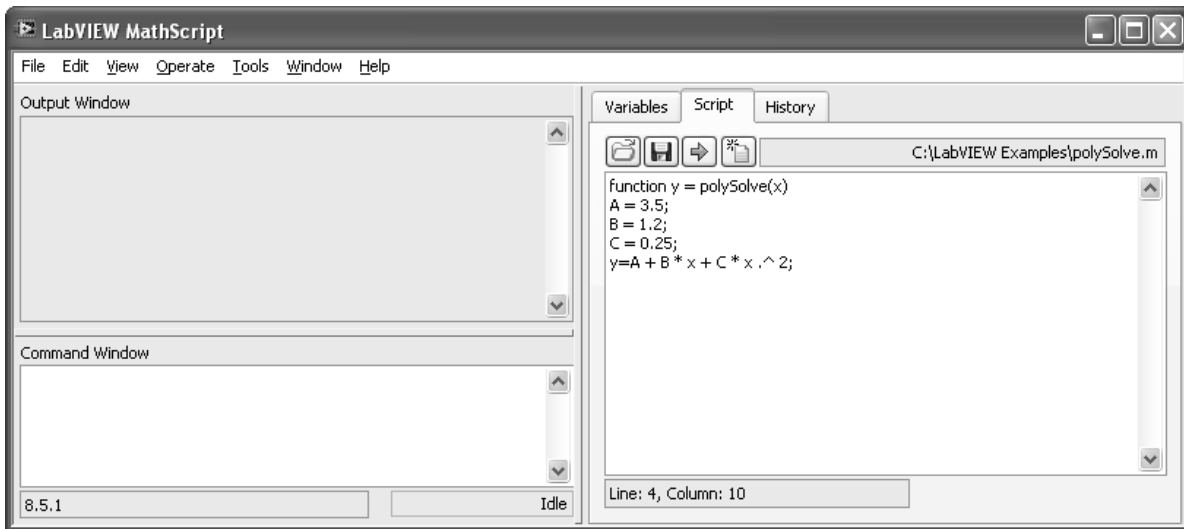 LabVIEW MathScript
File Edit View Operate Tools Window Help
Output Window
Command Window
8.5.1
Idle
Variables Script History
C:\LabVIEW Examples\polySolve.m
function y = polySolve(x)
A = 3.5;
B = 1.2;
C = 0.25;
y=A + B * x + C * x .^ 2;
Line: 4, Column: 10